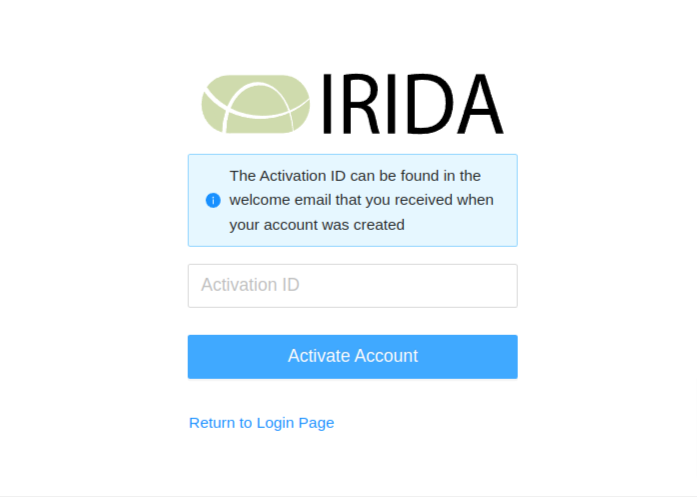 IRIDA
The Activation ID can be found in the
welcome email that you received when
your account was created
Activation ID
Activate Account
Return to Login Page